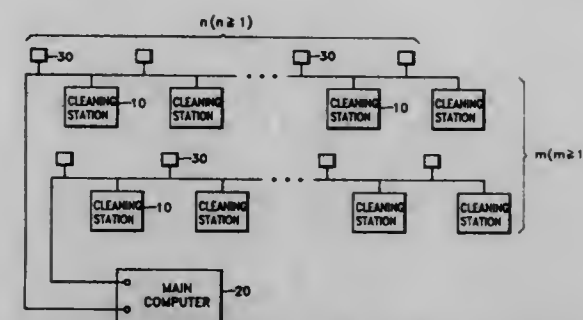 n(n≥1)
30
30
CLEANING STATION
10
CLEANING STATION
CLEANING STATION
10
CLEANING STATION
m(m≥1
30
CLEANING STATION
10
CLEANING STATION
CLEANING STATION
CLEANING STATION
MAIN COMPUTER
20